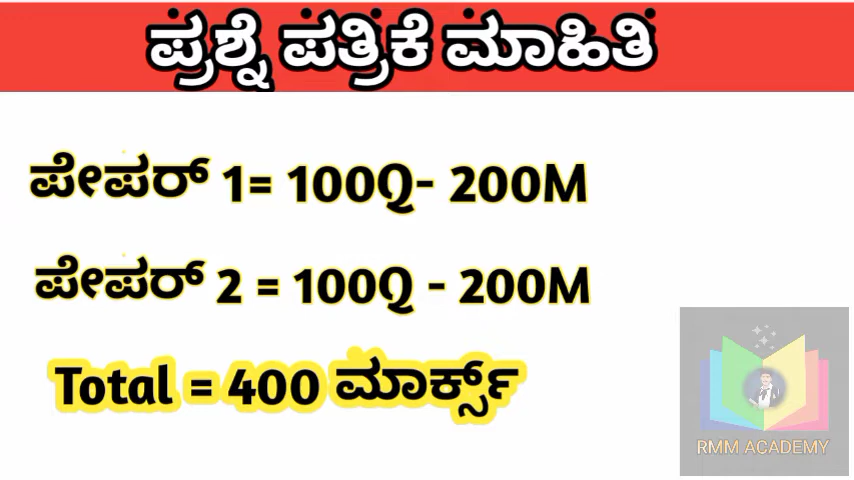 ಪ್ರಶ್ನೆ ಪತ್ರಿಕೆ ಮಾಹಿತಿ
ಪೇಪರ್ 1= 100Q- 200M
ಪೇಪರ್ 2 = 100Q - 200M
Total = 400 ಮಾರ್ಕ್ಸ್
RMM ACADEMY